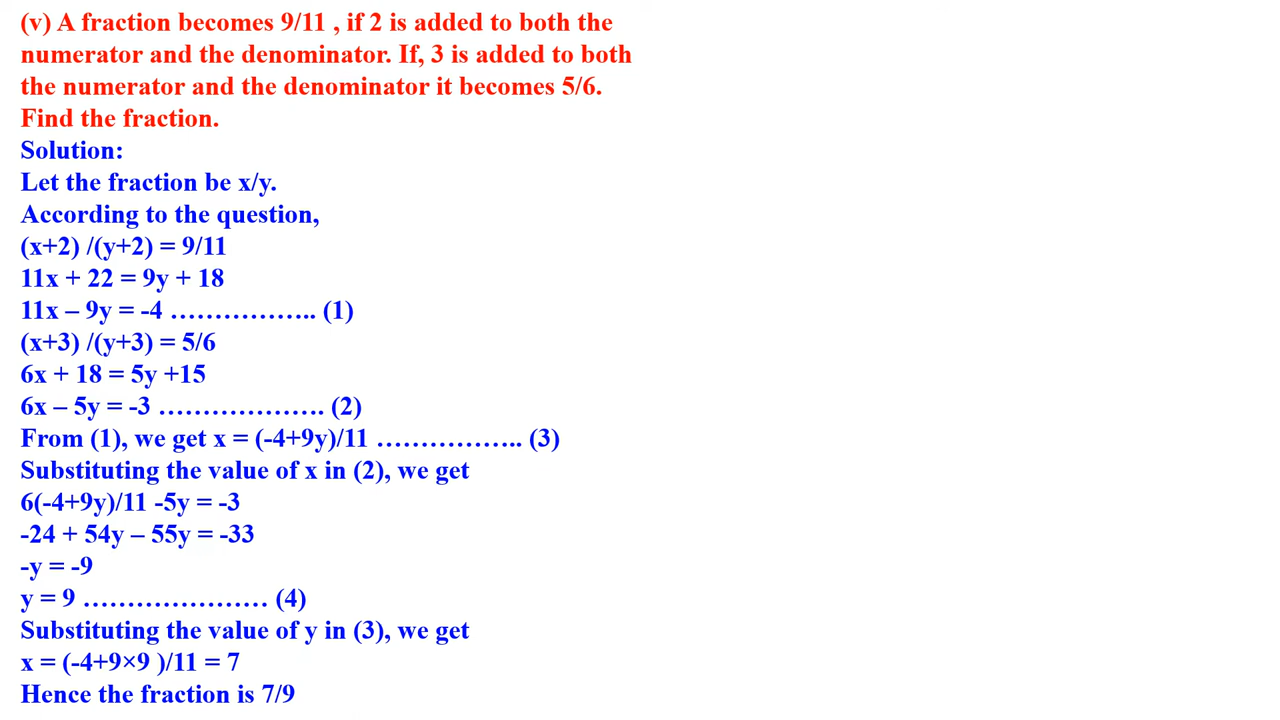 (v) A fraction becomes 9/11 , if 2 is added to both the
numerator and the denominator. If, 3 is added to both
the numerator and the denominator it becomes 5/6.
Find the fraction.
Solution:
Let the fraction be x/y.
According to the question,
(x+2) /(y+2) = 9/11
11x + 22 = 9y + 18
11x – 9y = -4 …………….. (1)
(x+3) /(y+3) = 5/6
6x + 18 = 5y +15
6x – 5y = -3 ………………. (2)
From (1), we get x = (-4+9y)/11 …………….. (3)
Substituting the value of x in (2), we get
6(-4+9y)/11 -5y = -3
-24 + 54y – 55y = -33
-y = -9
y = 9 ………………… (4)
Substituting the value of y in (3), we get
x = (-4+9×9 )/11 = 7
Hence the fraction is 7/9